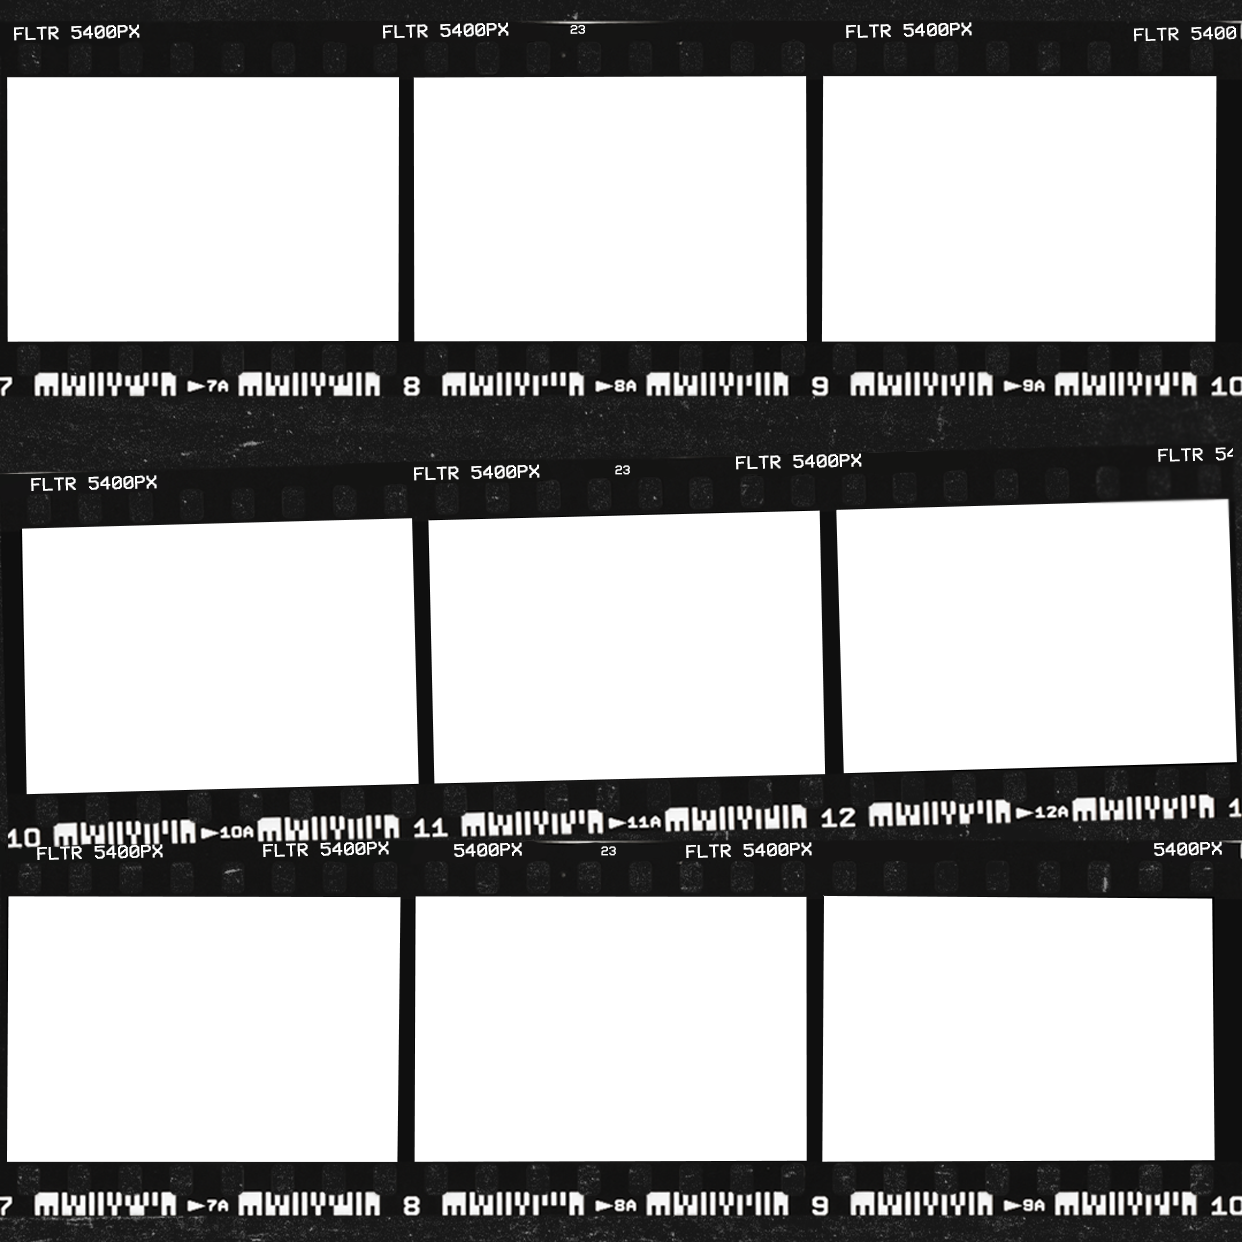 FLTR 5400PX FLTR 5400PX 23 FLTR 5400PX FLTR 5400
7 ▶7A 8 ▶8A 9 ▶9A 10
FLTR 5400PX FLTR 5400PX 23 FLTR 5400PX FLTR
10 ▶10A 11 ▶11A 12 ▶12A
FLTR 5400PX FLTR 5400PX 5400PX 23 FLTR 5400PX 5400PX
7 ▶7A 8 ▶8A 9 ▶9A 10